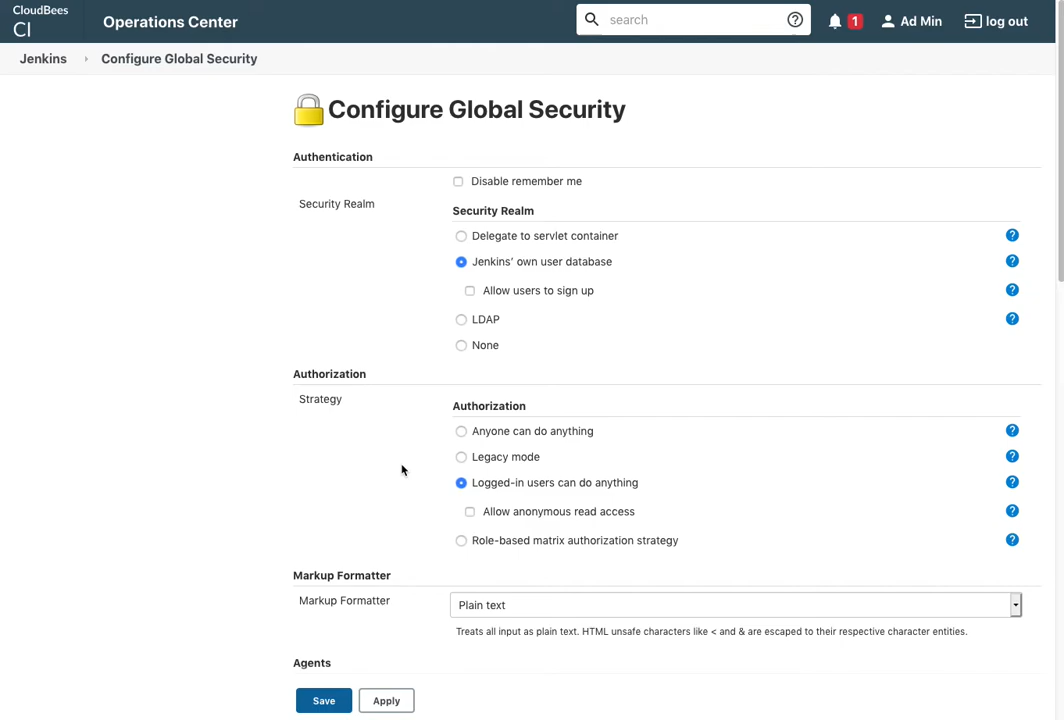 CloudBees
CI
Operations Center
search
1
Ad Min
log out
Jenkins
Configure Global Security
Configure Global Security
Authentication
Disable remember me
Security Realm
Security Realm
Delegate to servlet container
?
Jenkins’ own user database
?
Allow users to sign up
?
LDAP
?
None
Authorization
Strategy
Authorization
Anyone can do anything
?
Legacy mode
?
Logged-in users can do anything
?
Allow anonymous read access
?
Role-based matrix authorization strategy
?
Markup Formatter
Markup Formatter
Plain text
Treats all input as plain text. HTML unsafe characters like < and & are escaped to their respective character entities.
Agents
Save
Apply